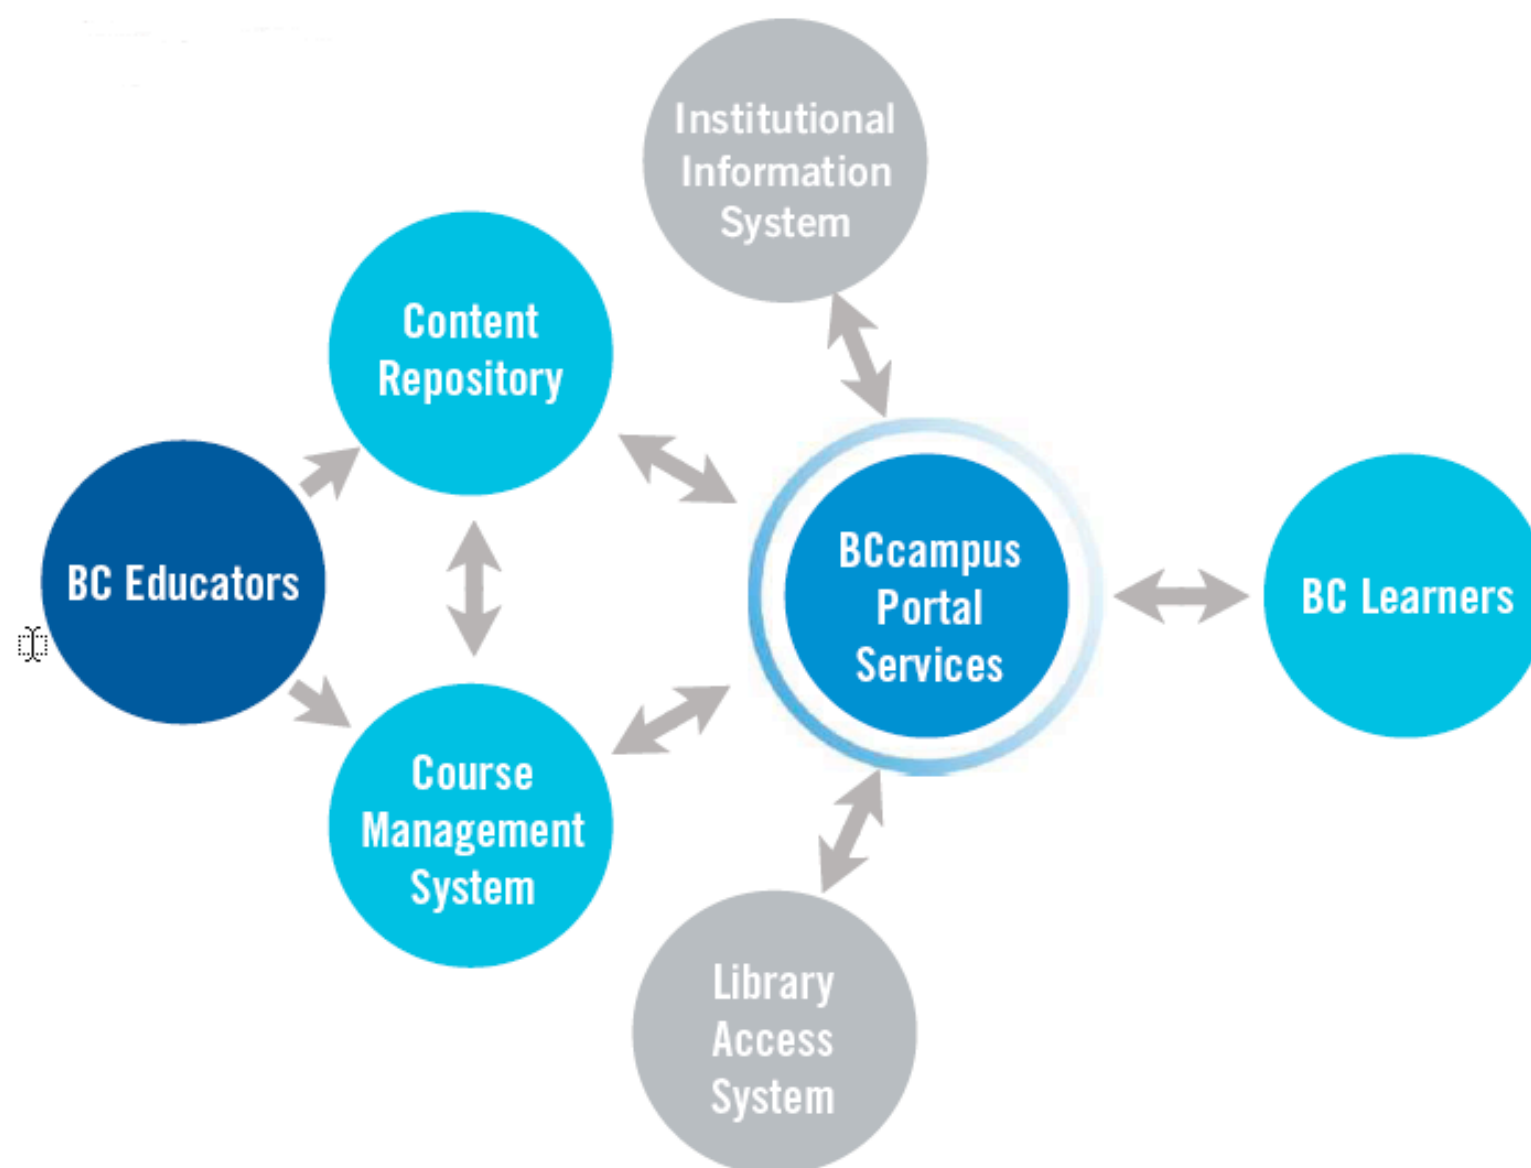 Institutional
Information
System
Content
Repository
BC Educators
BCcampus
Portal
Services
BC Learners
Course
Management
System
Library
Access
System